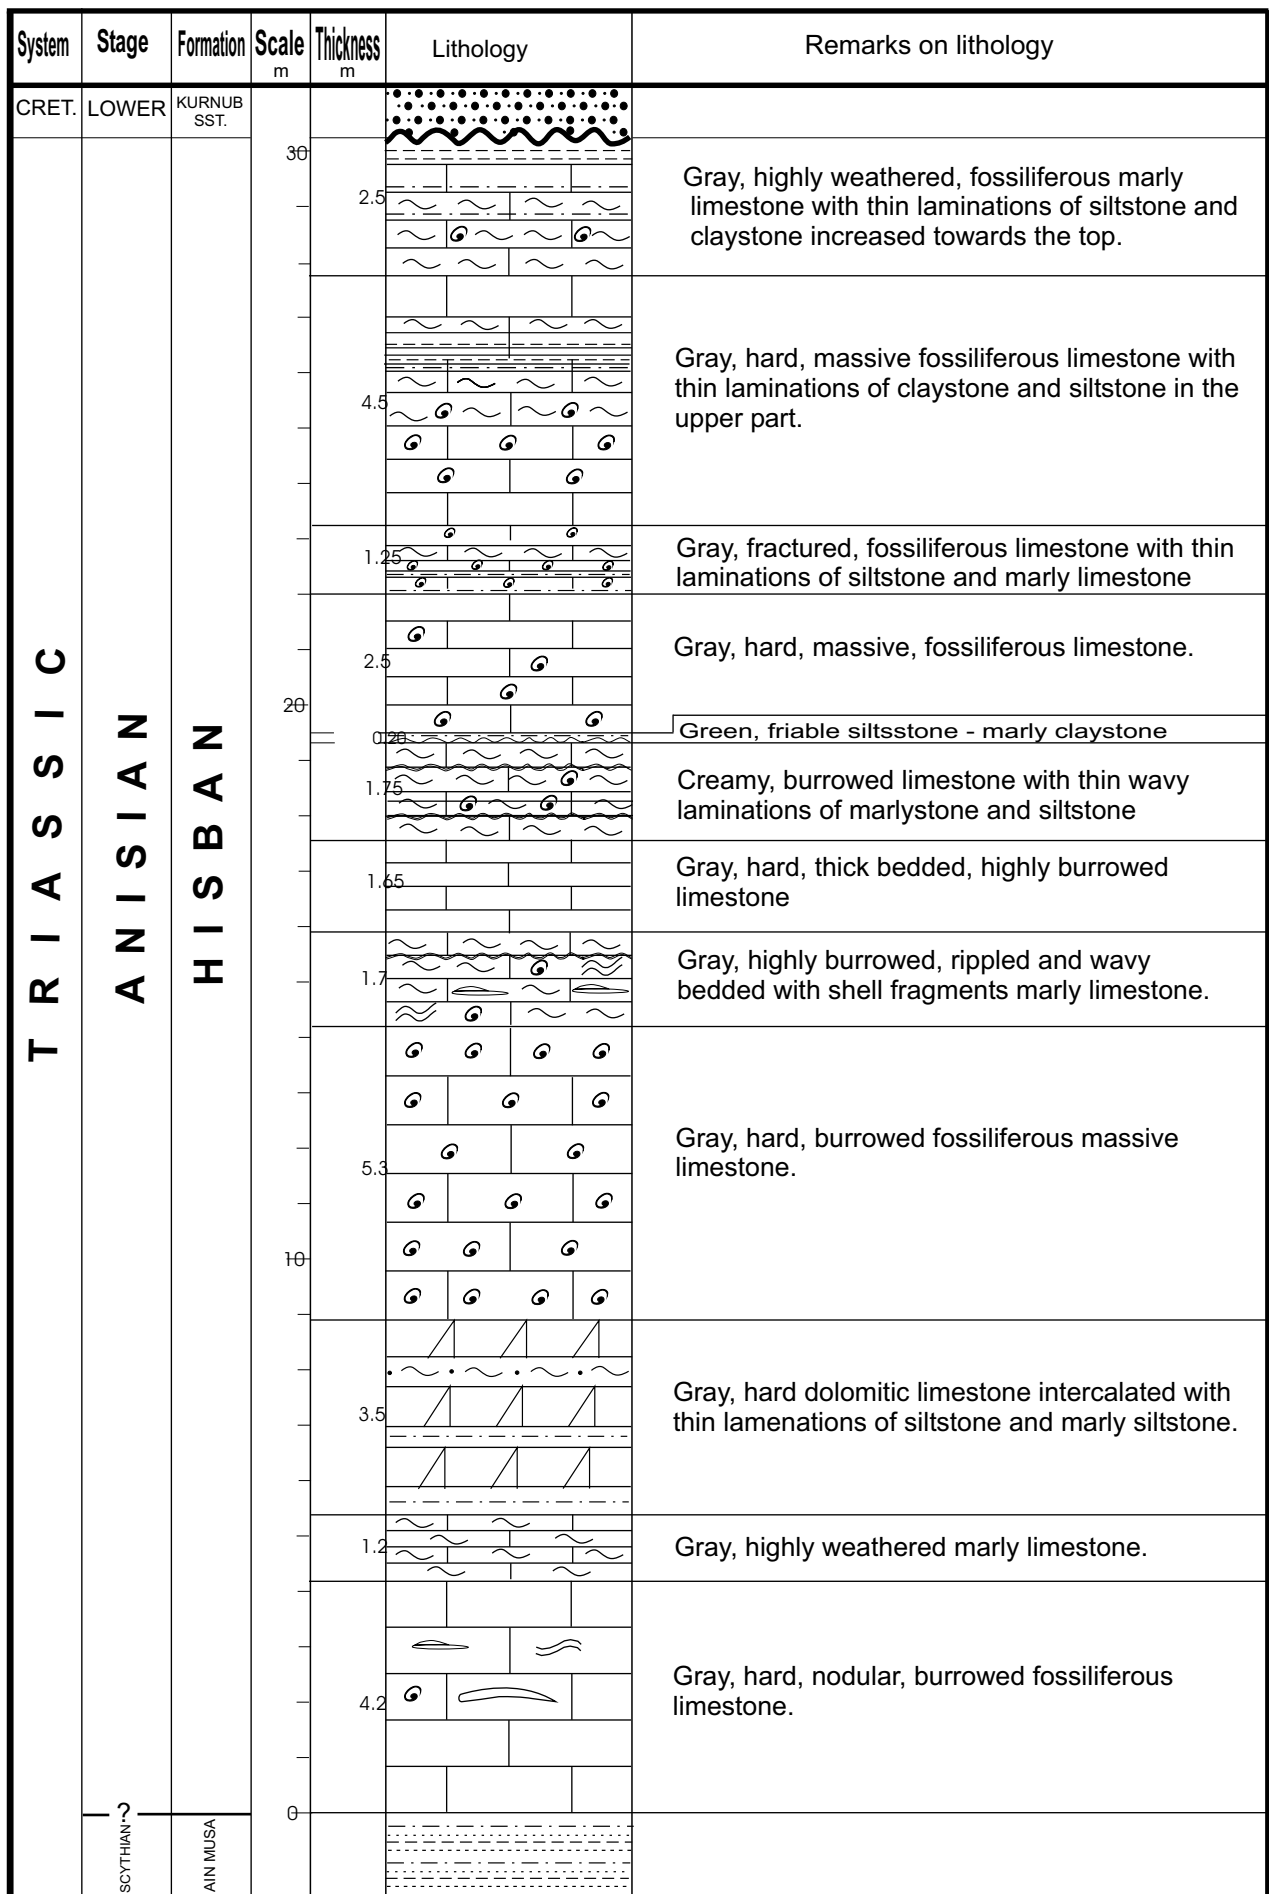 System Stage Formation Scale m Thickness m Lithology Remarks on lithology
CRET. LOWER KURNUB
SST.
30
2.5
Gray, highly weathered, fossiliferous marly
limestone with thin laminations of siltstone and
claystone increased towards the top.
4.5
Gray, hard, massive fossiliferous limestone with
thin laminations of claystone and siltstone in the
upper part.
1.25
Gray, fractured, fossiliferous limestone with thin
laminations of siltstone and marly limestone
2.5
Gray, hard, massive, fossiliferous limestone.
20
0.20
Green, friable siltsstone - marly claystone
1.75
Creamy, burrowed limestone with thin wavy
laminations of marlystone and siltstone
1.65
Gray, hard, thick bedded, highly burrowed
limestone
1.7
Gray, highly burrowed, rippled and wavy
bedded with shell fragments marly limestone.
TRIASSIC
ANISIAN
HISBAN
5.3
Gray, hard, burrowed fossiliferous massive
limestone.
10
3.5
Gray, hard dolomitic limestone intercalated with
thin lamenations of siltstone and marly siltstone.
1.2
Gray, highly weathered marly limestone.
4.2
Gray, hard, nodular, burrowed fossiliferous
limestone.
?
0
SCYTHIAN
AIN MUSA